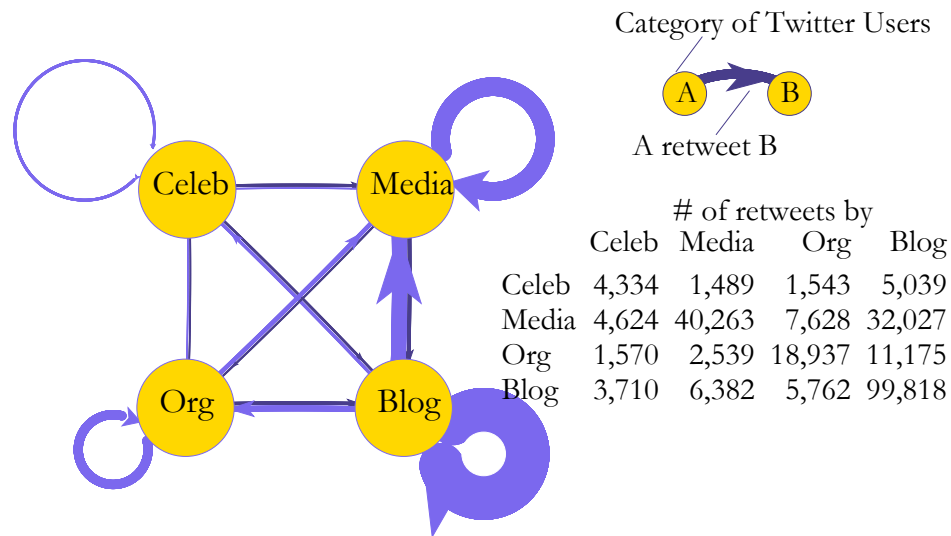 Category of Twitter Users
A B
A retweet B
Celeb Media
Org Blog
# of retweets by
Celeb Media Org Blog
Celeb 4,334 1,489 1,543 5,039
Media 4,624 40,263 7,628 32,027
Org 1,570 2,539 18,937 11,175
Blog 3,710 6,382 5,762 99,818